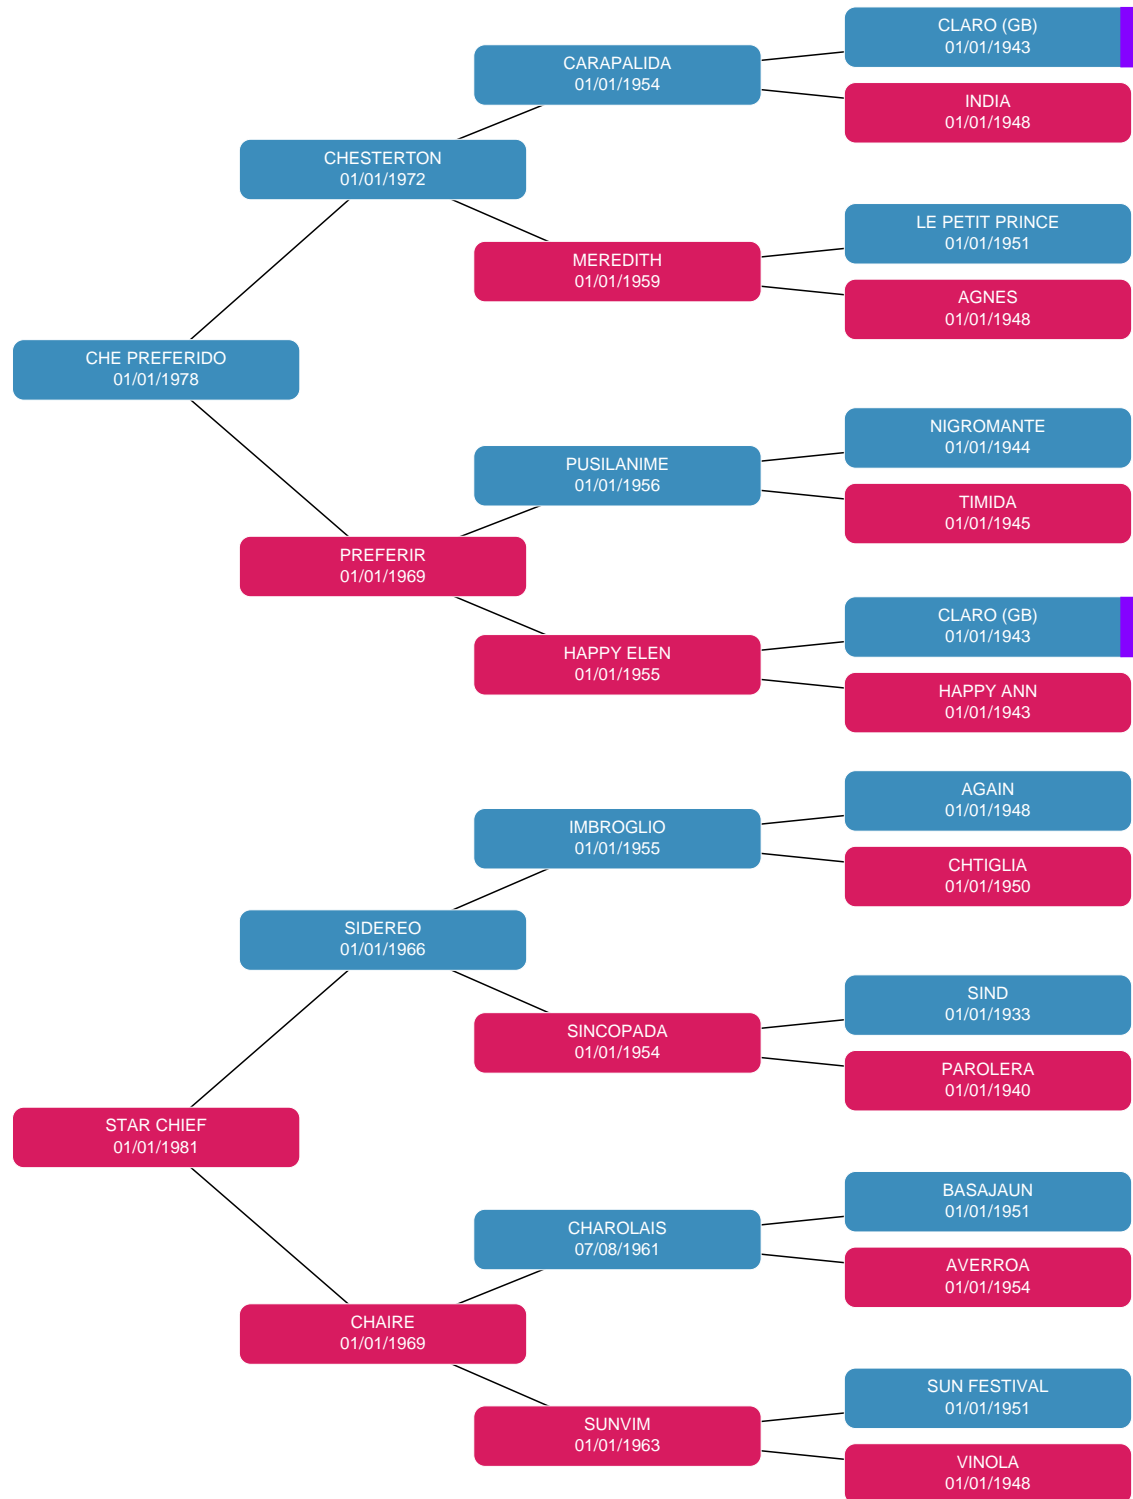 CLARO (GB)
01/01/1943
CARAPALIDA
01/01/1954
INDIA
01/01/1948
CHESTERTON
01/01/1972
LE PETIT PRINCE
01/01/1951
MEREDITH
01/01/1959
AGNES
01/01/1948
CHE PREFERIDO
01/01/1978
NIGROMANTE
01/01/1944
PUSILANIME
01/01/1956
TIMIDA
01/01/1945
PREFERIR
01/01/1969
CLARO (GB)
01/01/1943
HAPPY ELEN
01/01/1955
HAPPY ANN
01/01/1943
AGAIN
01/01/1948
IMBROGLIO
01/01/1955
CHTIGLIA
01/01/1950
SIDEREO
01/01/1966
SIND
01/01/1933
SINCOPADA
01/01/1954
PAROLERA
01/01/1940
STAR CHIEF
01/01/1981
BASAJAUN
01/01/1951
CHAROLAIS
07/08/1961
AVERROA
01/01/1954
CHAIRE
01/01/1969
SUN FESTIVAL
01/01/1951
SUNVIM
01/01/1963
VINOLA
01/01/1948